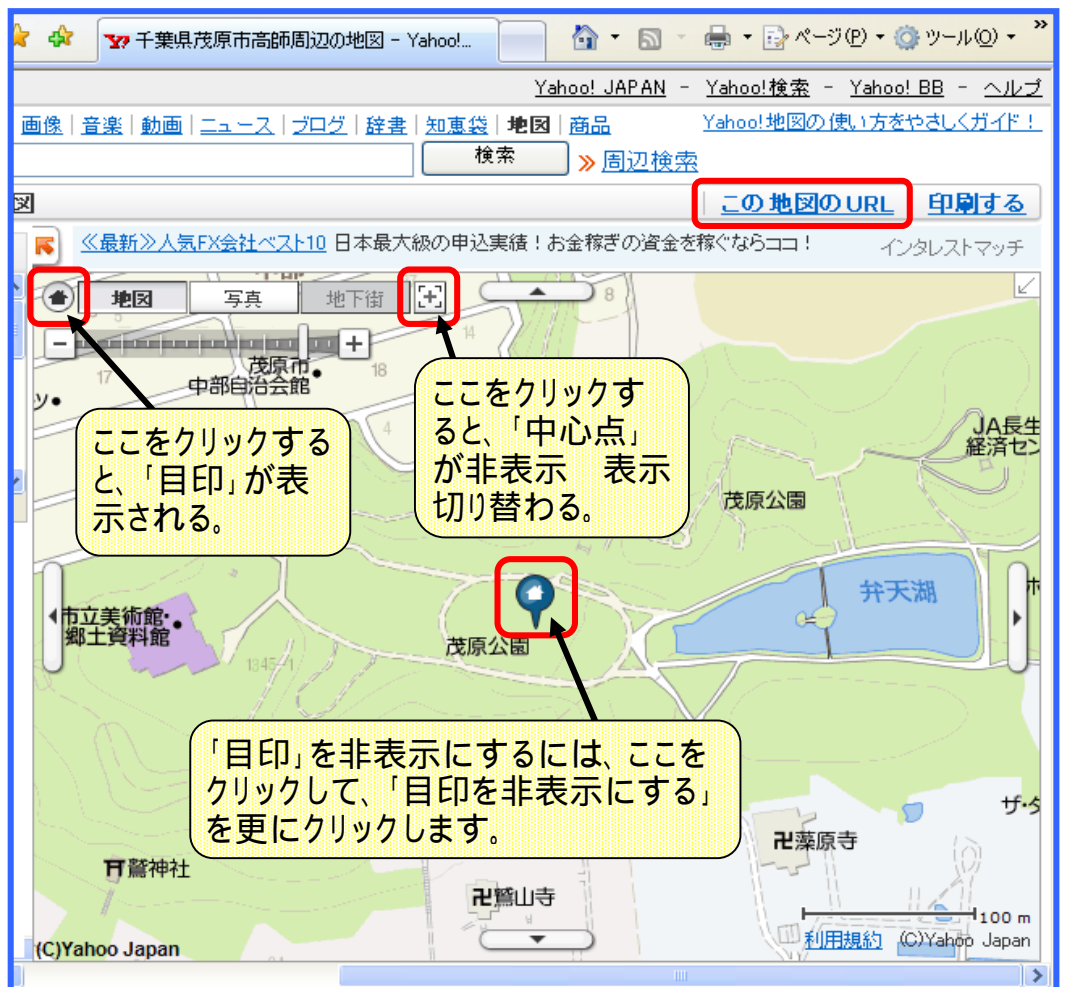 千葉県茂原市高師周辺の地図 - Yahoo!...
ページ(P)
ツール(O)
»
Yahoo! JAPAN - Yahoo!検索 - Yahoo! BB - ヘルプ
画像 | 音楽 | 動画 | ニュース | ブログ | 辞書 | 知恵袋 | 地図 | 商品
Yahoo!地図の使い方をやさしくガイド!
検索
» 周辺検索
図
この地図のURL
印刷する
≪最新≫人気FX会社ベスト10 日本最大級の申込実績!お金稼ぎの資金を稼ぐならココ!
インタレストマッチ
地図
写真
地下街
8
5
14
17
18
4
茂原市
中部自治会館
ここをクリックする
と、「目印」が表
示される。
ここをクリックす
ると、「中心点」
が非表示　表示
切り替わる。
JA長生
経済セン
茂原公園
弁天湖
市立美術館・
郷土資料館
茂原公園
1345-1
「目印」を非表示にするには、ここを
クリックして、「目印を非表示にする」
を更にクリックします。
ザ・タ
卍藻原寺
鷲神社
卍鷲山寺
100 m
利用規約 (C)Yahoo Japan
(C)Yahoo Japan